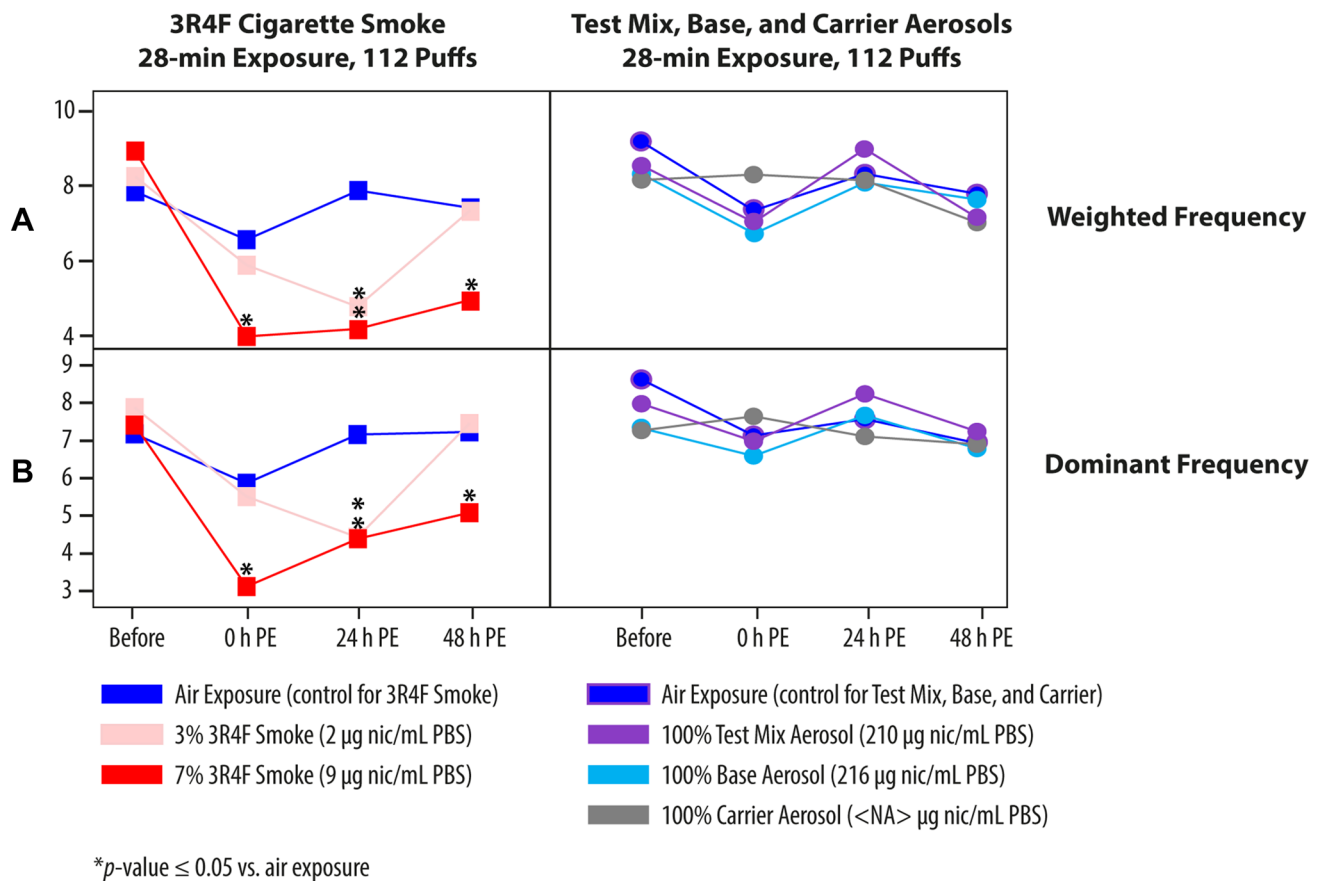 3R4F Cigarette Smoke
28-min Exposure, 112 Puffs
Test Mix, Base, and Carrier Aerosols
28-min Exposure, 112 Puffs
A
10
8
6
4
*
*
*
*
Weighted Frequency
B
9
8
7
6
5
4
3
*
*
*
*
Dominant Frequency
Before 0 h PE 24 h PE 48 h PE
Before 0 h PE 24 h PE 48 h PE
Air Exposure (control for 3R4F Smoke)
3% 3R4F Smoke (2 μg nic/mL PBS)
7% 3R4F Smoke (9 μg nic/mL PBS)
Air Exposure (control for Test Mix, Base, and Carrier)
100% Test Mix Aerosol (210 μg nic/mL PBS)
100% Base Aerosol (216 μg nic/mL PBS)
100% Carrier Aerosol (<NA> μg nic/mL PBS)
*p-value ≤ 0.05 vs. air exposure